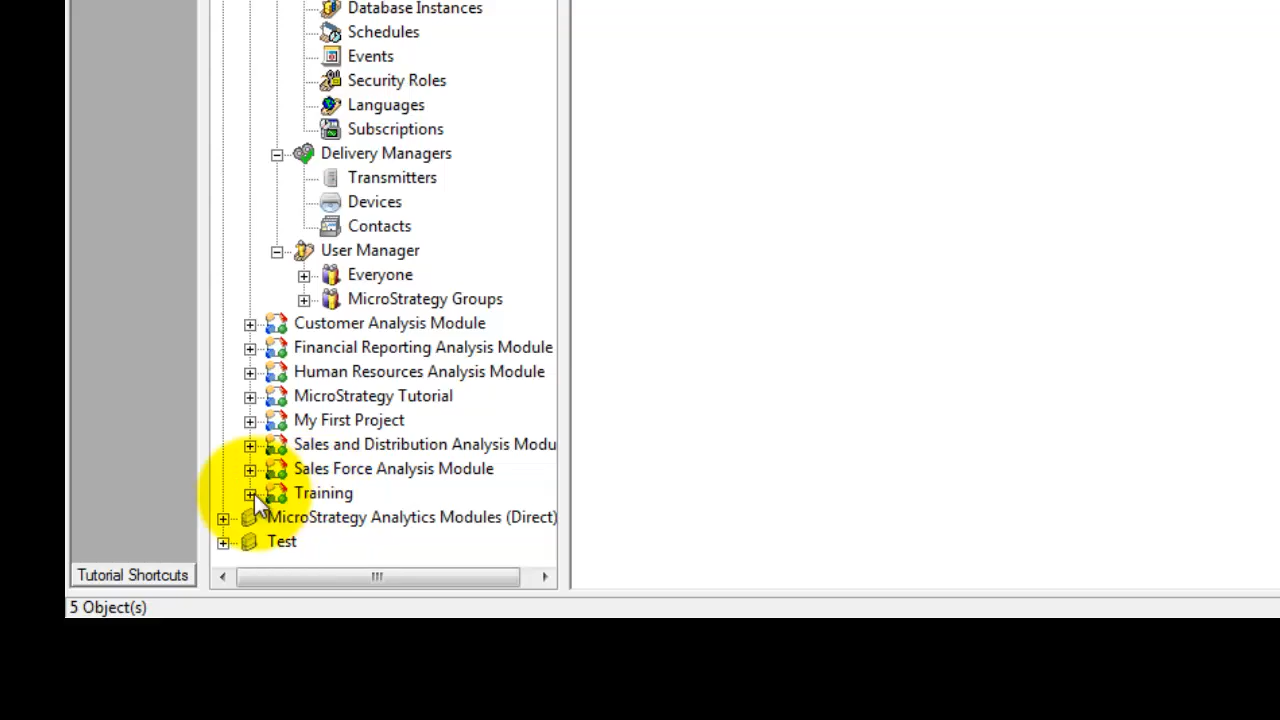 Database Instances
Schedules
Events
Security Roles
Languages
Subscriptions
Delivery Managers
Transmitters
Devices
Contacts
User Manager
Everyone
MicroStrategy Groups
Customer Analysis Module
Financial Reporting Analysis Module
Human Resources Analysis Module
MicroStrategy Tutorial
My First Project
Sales and Distribution Analysis Modu
Sales Force Analysis Module
Training
MicroStrategy Analytics Modules (Direct)
Test
Tutorial Shortcuts
5 Object(s)